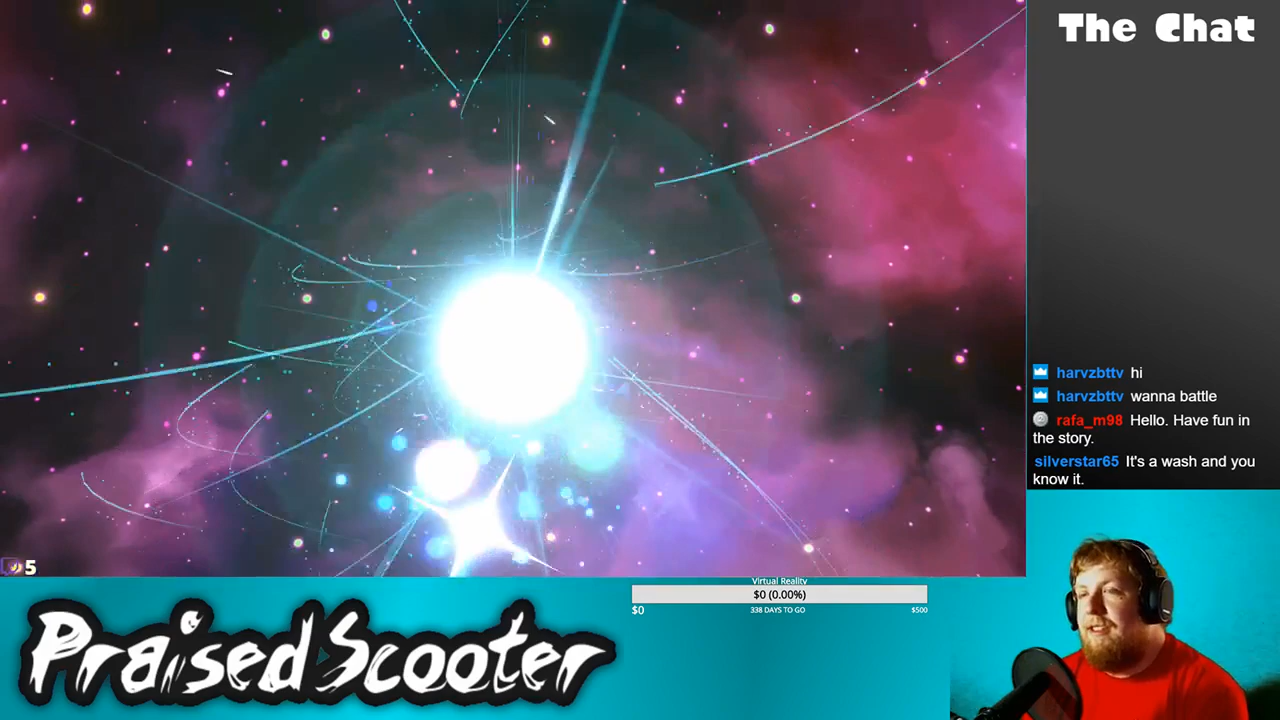 The Chat
harvzbttv hi
harvzbttv wanna battle
rafa_m98 Hello. Have fun in
the story.
silverstar65 It's a wash and you
know it.
5
Virtual Reality
$0 (0.00%)
$0 338 DAYS TO GO $500
PraisedScooter